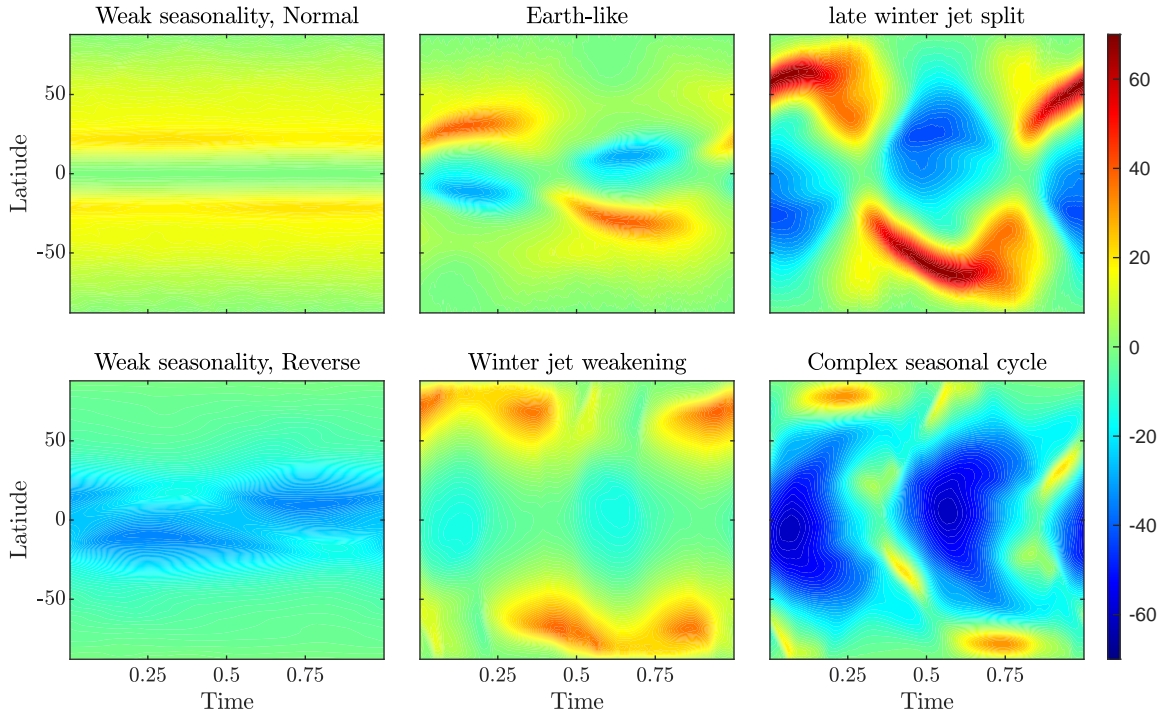 Weak seasonality, Normal
Earth-like
late winter jet split
Latiude
50
0
-50
60
40
20
0
-20
-40
-60
Weak seasonality, Reverse
Winter jet weakening
Complex seasonal cycle
Latiude
50
0
-50
0.25 0.5 0.75
0.25 0.5 0.75
0.25 0.5 0.75
Time
Time
Time